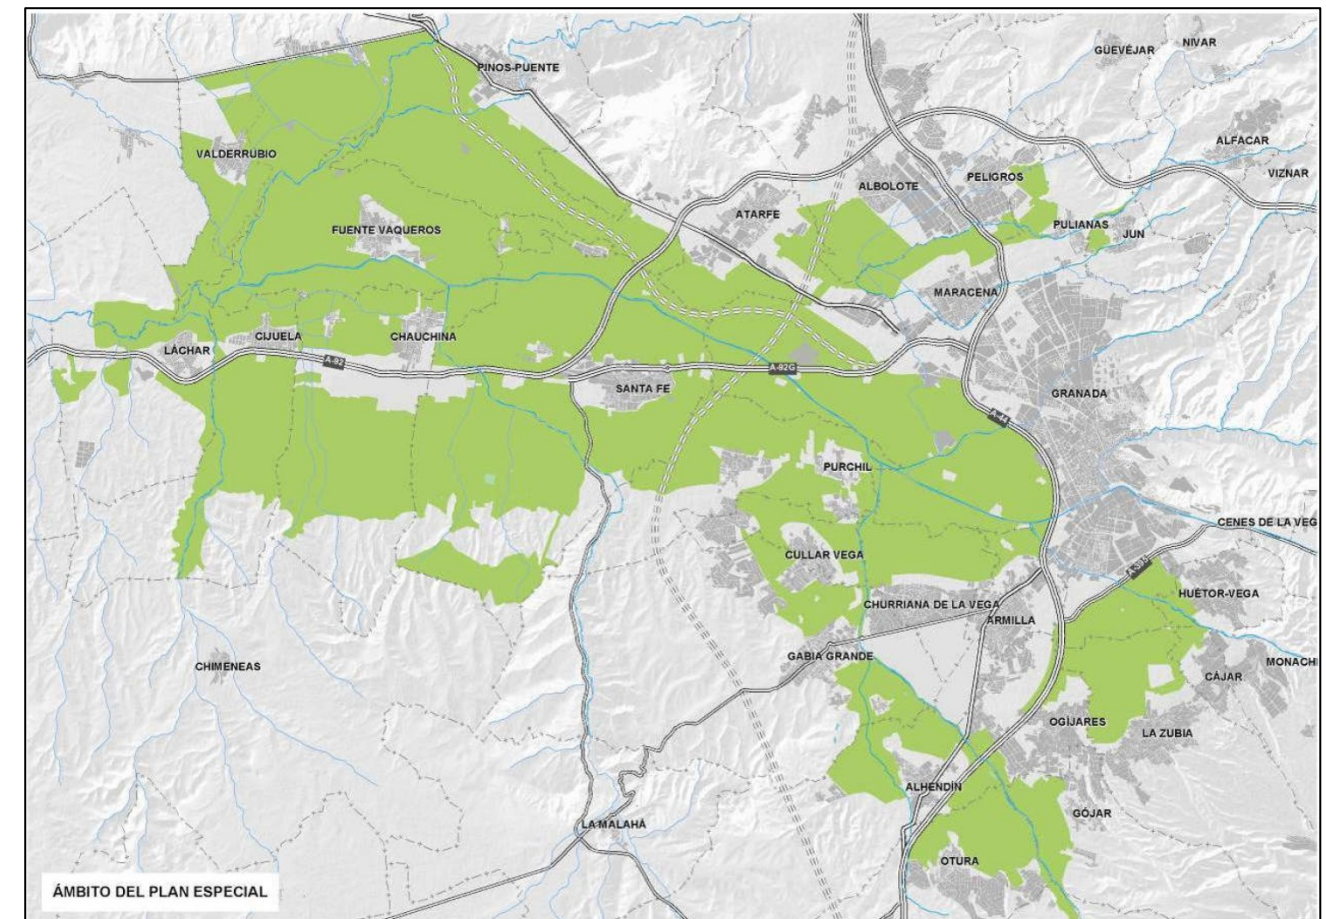 GÜEVÉJAR
NIVAR
PINOS-PUENTE
ALFACAR
VALDERRUBIO
VIZNAR
PELIGROS
ALBOLOTE
ATARFE
FUENTE VAQUEROS
PULIANAS
JUN
MARACENA
CIJUELA
CHAUCHINA
LÁCHAR
A-92
A-92G
SANTA FE
GRANADA
A-44
PURCHIL
CENES DE LA VEG
CULLAR VEGA
A-395
HUÉTOR-VEGA
CHURRIANA DE LA VEGA
ARMILLA
GABIA GRANDE
MONACHI
CHIMENEAS
CÁJAR
OGÍJARES
LA ZUBIA
ALHENDÍN
GÓJAR
LA MALAHÁ
OTURA
ÁMBITO DEL PLAN ESPECIAL